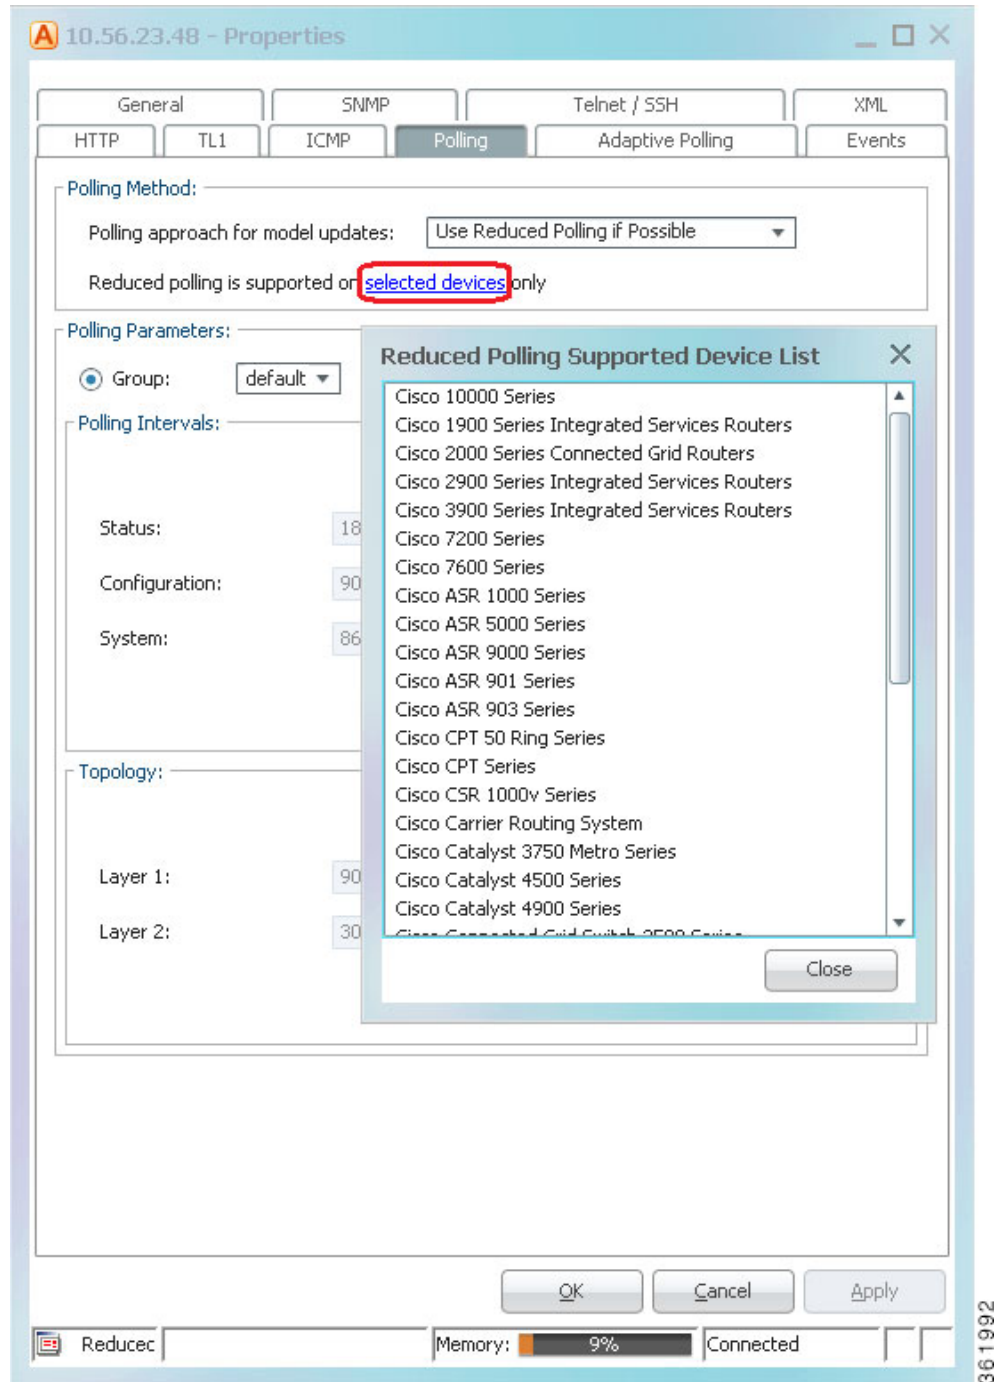 10.56.23.48 - Properties
General SNMP Telnet / SSH XML
HTTP TL1 ICMP Polling Adaptive Polling Events
Polling Method:
Polling approach for model updates: Use Reduced Polling if Possible
Reduced polling is supported on selected devices only
Polling Parameters:
Group: default
Polling Intervals:
Status: 18
Configuration: 90
System: 86
Topology:
Layer 1: 90
Layer 2: 30
Reduced Polling Supported Device List
Cisco 10000 Series
Cisco 1900 Series Integrated Services Routers
Cisco 2000 Series Connected Grid Routers
Cisco 2900 Series Integrated Services Routers
Cisco 3900 Series Integrated Services Routers
Cisco 7200 Series
Cisco 7600 Series
Cisco ASR 1000 Series
Cisco ASR 5000 Series
Cisco ASR 9000 Series
Cisco ASR 901 Series
Cisco ASR 903 Series
Cisco CPT 50 Ring Series
Cisco CPT Series
Cisco CSR 1000v Series
Cisco Carrier Routing System
Cisco Catalyst 3750 Metro Series
Cisco Catalyst 4500 Series
Cisco Catalyst 4900 Series
Cisco Connected Grid Switch Series
Close
OK Cancel Apply
Reducec Memory: 9% Connected
361992